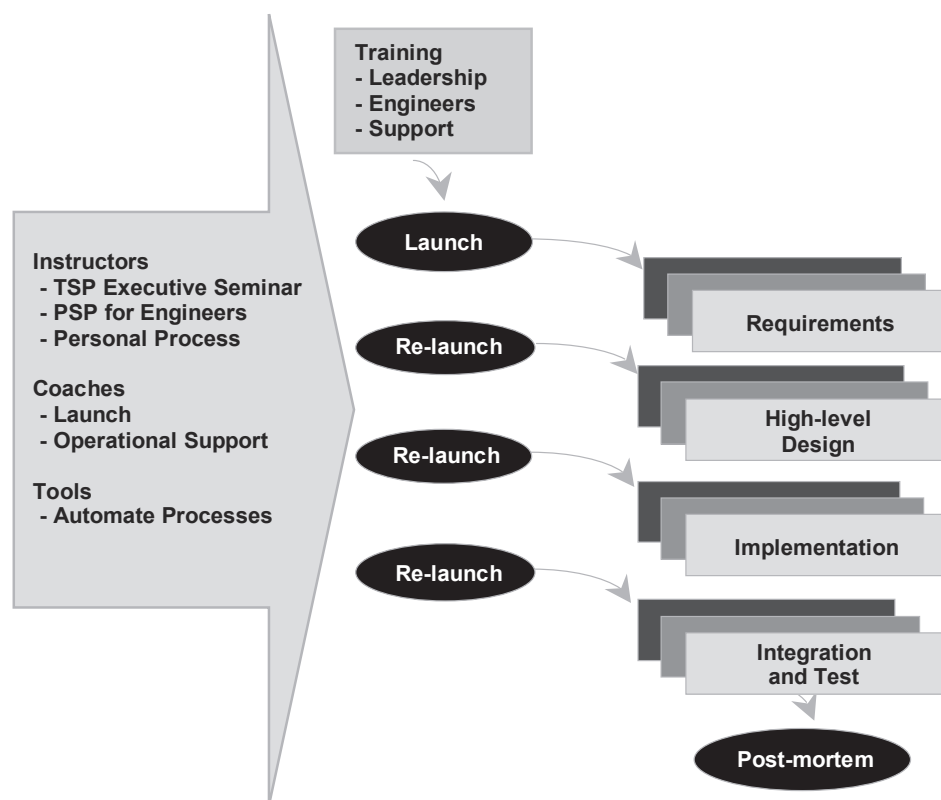 Training
- Leadership
- Engineers
- Support
Launch
Instructors
- TSP Executive Seminar
- PSP for Engineers
- Personal Process
Coaches
- Launch
- Operational Support
Tools
- Automate Processes
Requirements
Re-launch
High-level
Design
Re-launch
Implementation
Re-launch
Integration
and Test
Post-mortem